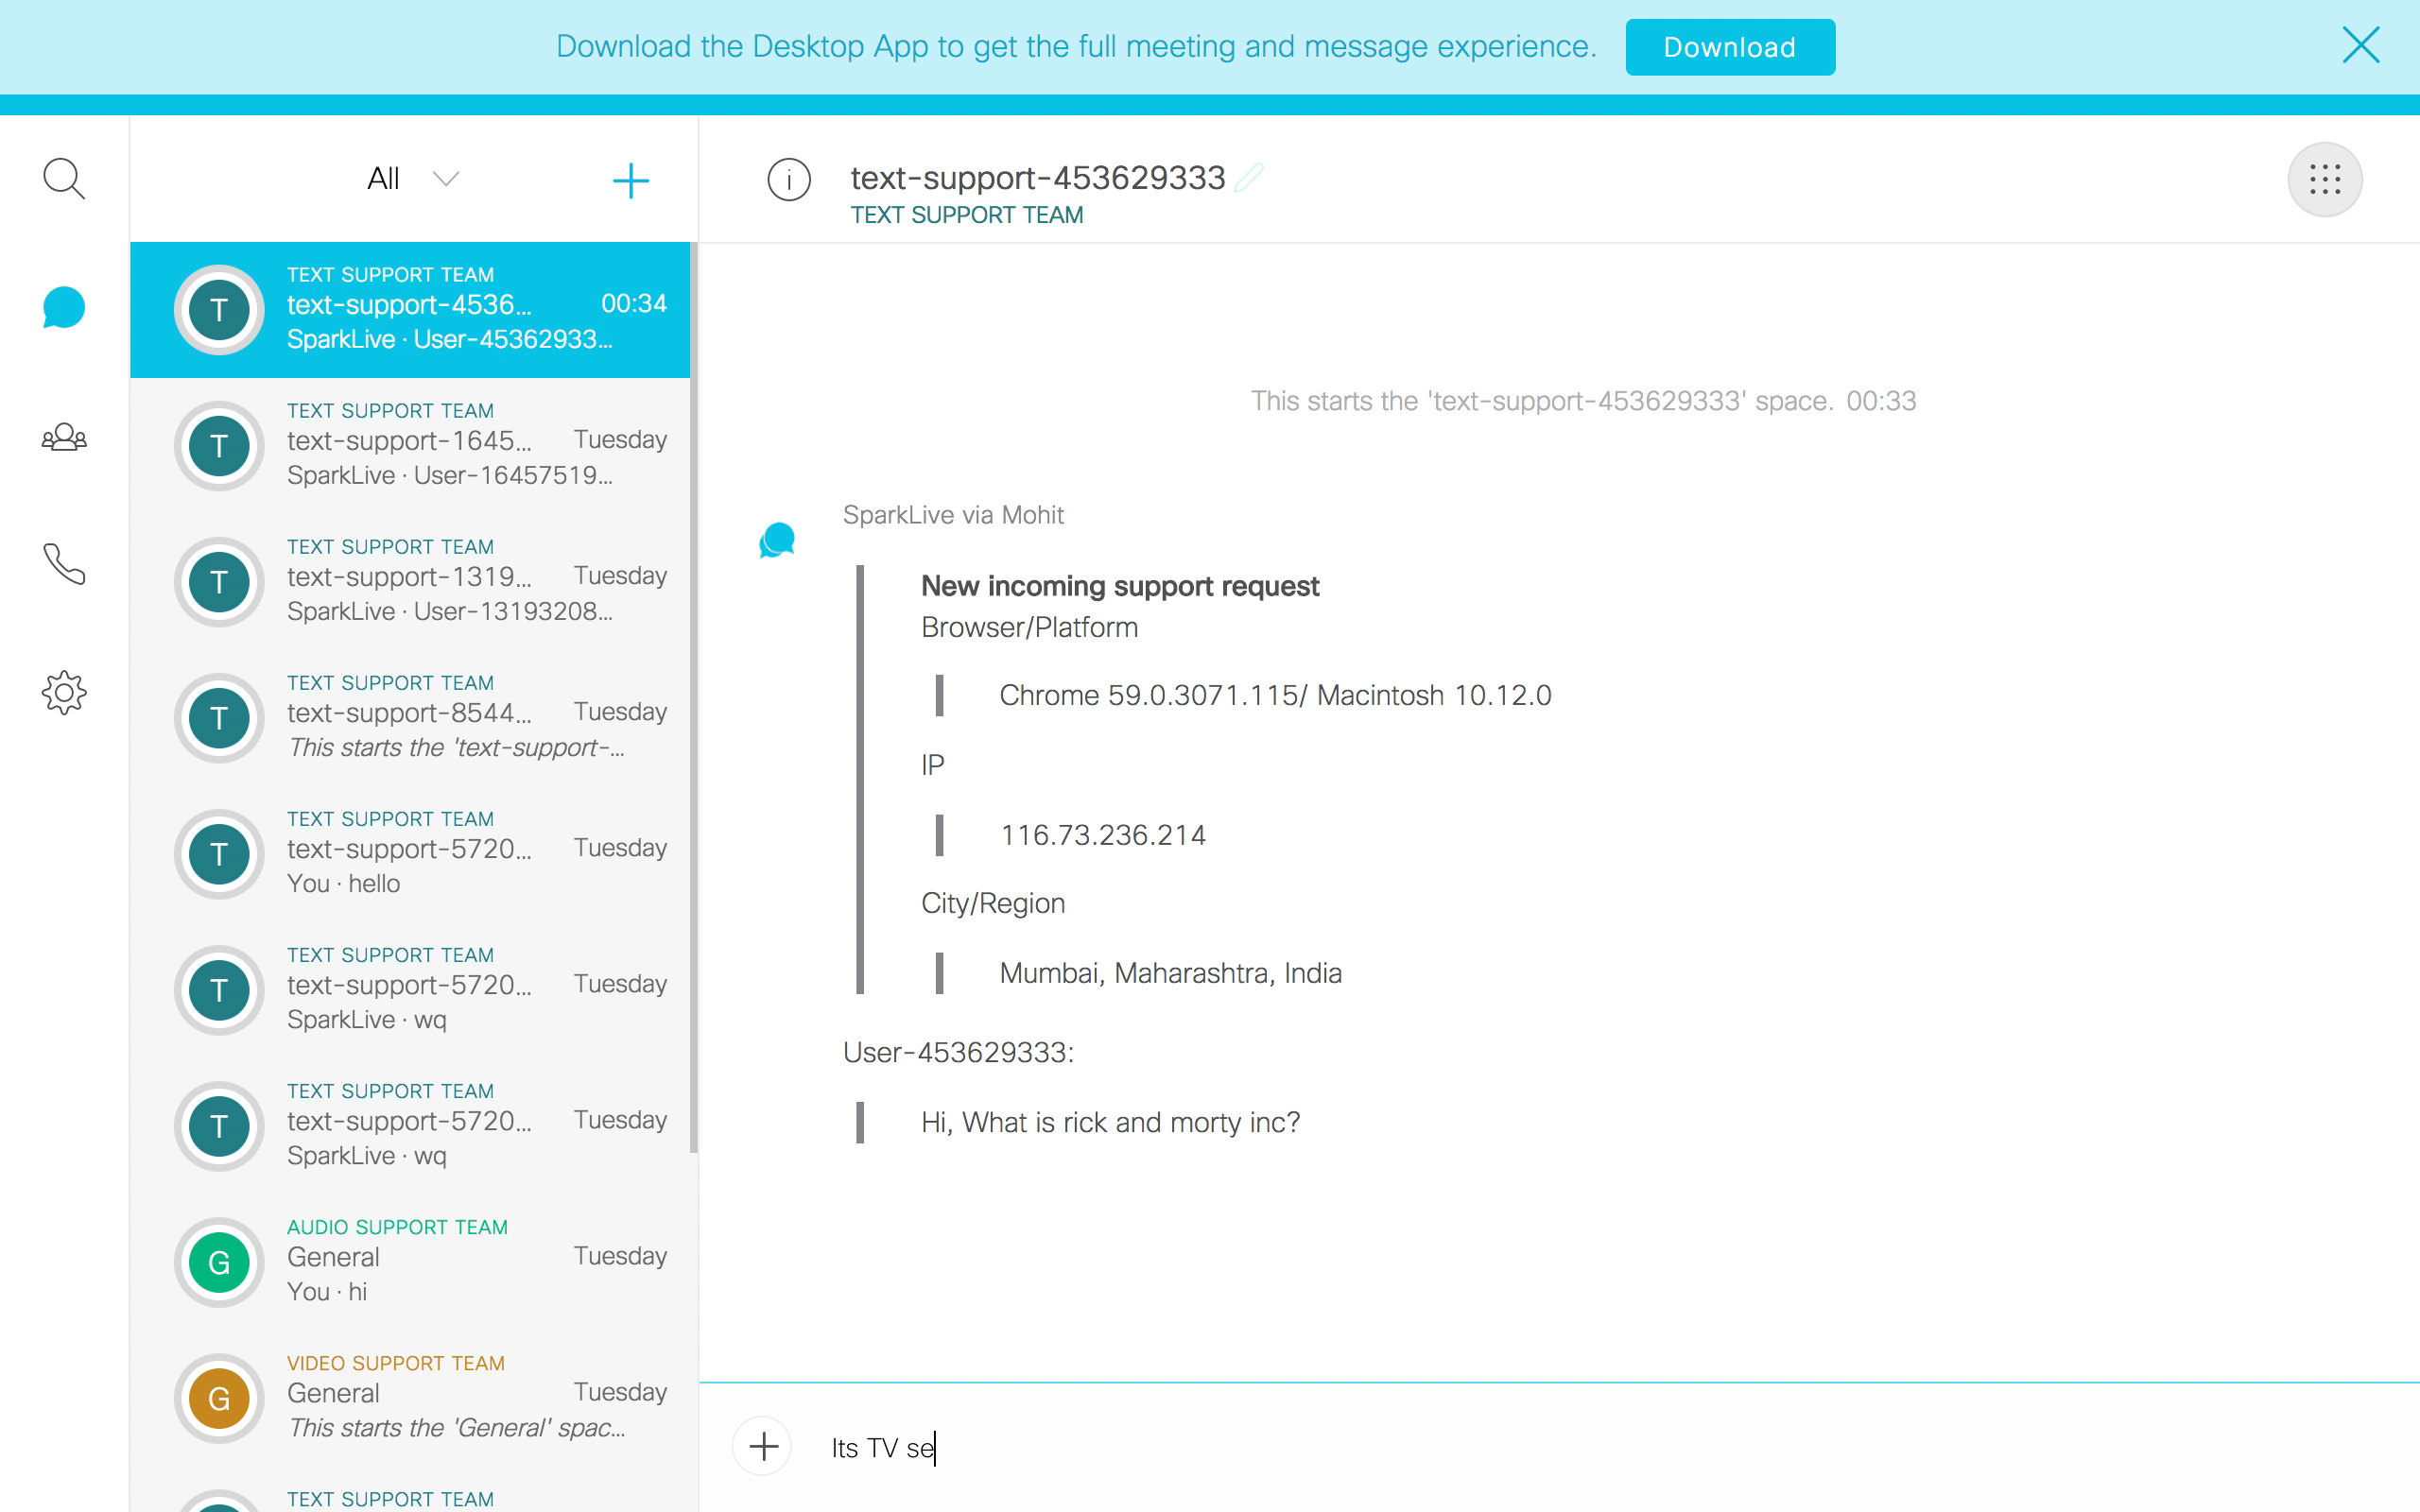 Download the Desktop App to get the full meeting and message experience. Download
All
TEXT SUPPORT TEAM
text-support-4536... 00:34
SparkLive · User-45362933...
TEXT SUPPORT TEAM
text-support-1645... Tuesday
SparkLive · User-16457519...
TEXT SUPPORT TEAM
text-support-1319... Tuesday
SparkLive · User-13193208...
TEXT SUPPORT TEAM
text-support-8544... Tuesday
This starts the 'text-support-...
TEXT SUPPORT TEAM
text-support-5720... Tuesday
You · hello
TEXT SUPPORT TEAM
text-support-5720... Tuesday
SparkLive · wq
TEXT SUPPORT TEAM
text-support-5720... Tuesday
SparkLive · wq
AUDIO SUPPORT TEAM
General Tuesday
You · hi
VIDEO SUPPORT TEAM
General Tuesday
This starts the 'General' spac...
TEXT SUPPORT TEAM
T
T
T
T
T
T
T
G
G
text-support-453629333
TEXT SUPPORT TEAM
This starts the 'text-support-453629333' space. 00:33
SparkLive via Mohit
New incoming support request
Browser/Platform
Chrome 59.0.3071.115/ Macintosh 10.12.0
IP
116.73.236.214
City/Region
Mumbai, Maharashtra, India
User-453629333:
Hi, What is rick and morty inc?
Its TV se